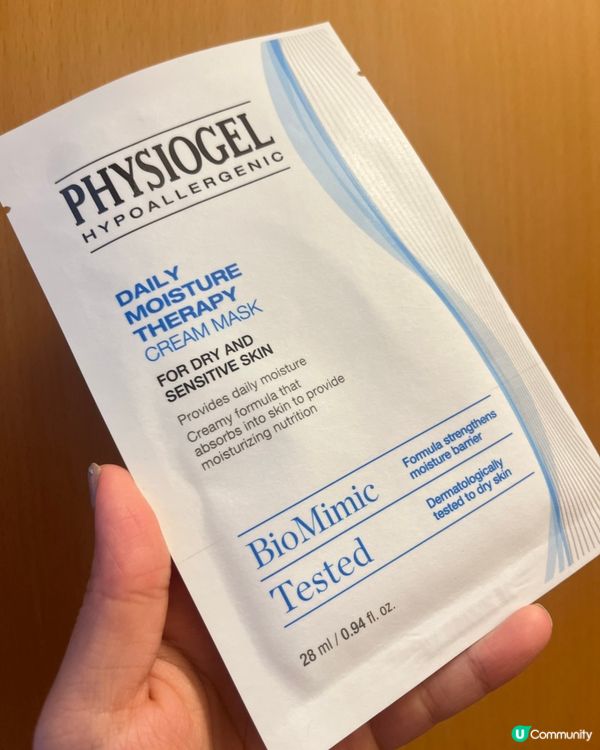 PHYSIOGEL
HYPOALLERGENIC
DAILY
MOISTURE
THERAPY
CREAM MASK
FOR DRY AND
SENSITIVE SKIN
Provides daily moisture
Creamy formula that
absorbs into skin to provide
moisturizing nutrition
BioMimic
Formula strengthens
moisture barrier
Tested
Dermatologically
tested to dry skin
28 ml / 0.94 fl. oz.
U Community